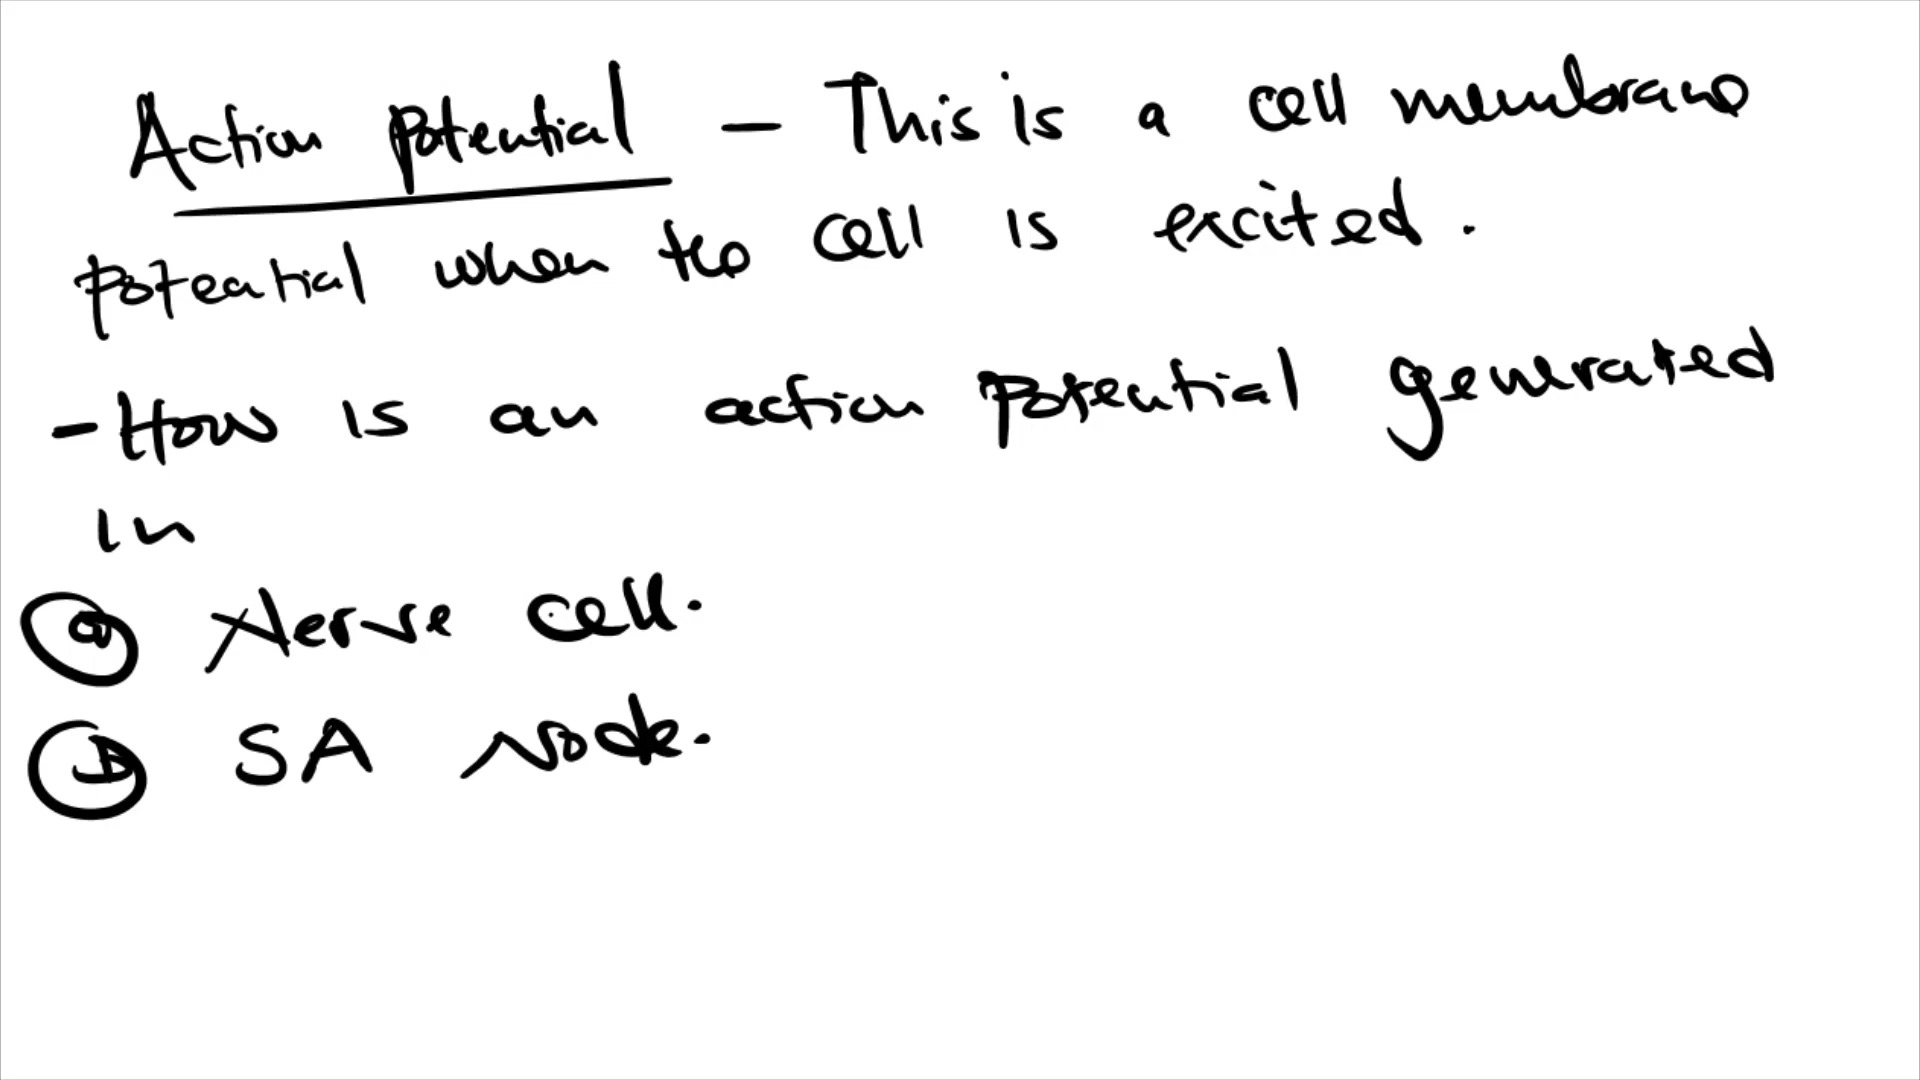 Action potential - This is a cell membrane
potential when the cell is excited.
- How is an action potential generated
in
a Nerve cell.
b SA Node.